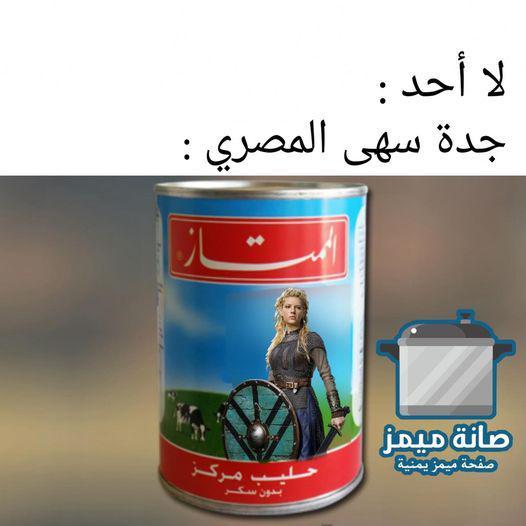 لا أحد :
جدة سهى المصري :
الممتاز
حليب مركز
بدون سكر
صانة ميمز
صفحة ميمز يمنية